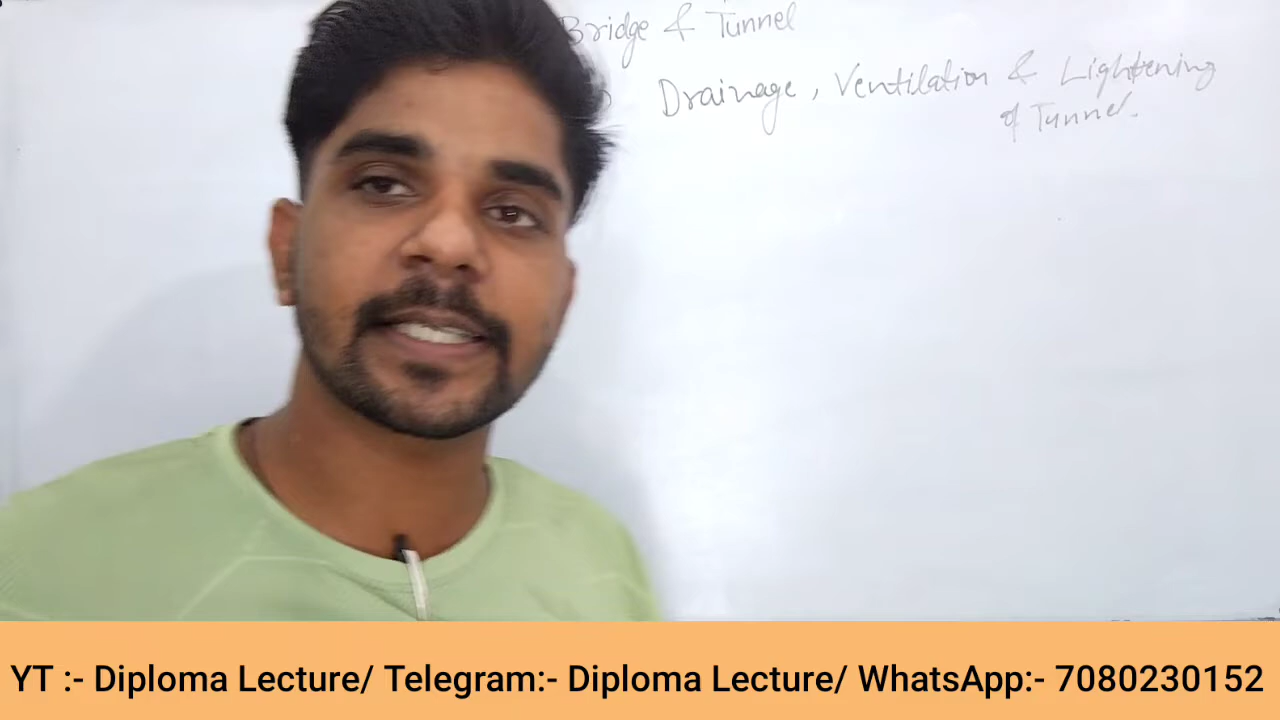 Bridge & Tunnel
Drainage, Ventilation & Lightening
of Tunnel.
YT :- Diploma Lecture/ Telegram:- Diploma Lecture/ WhatsApp:- 7080230152